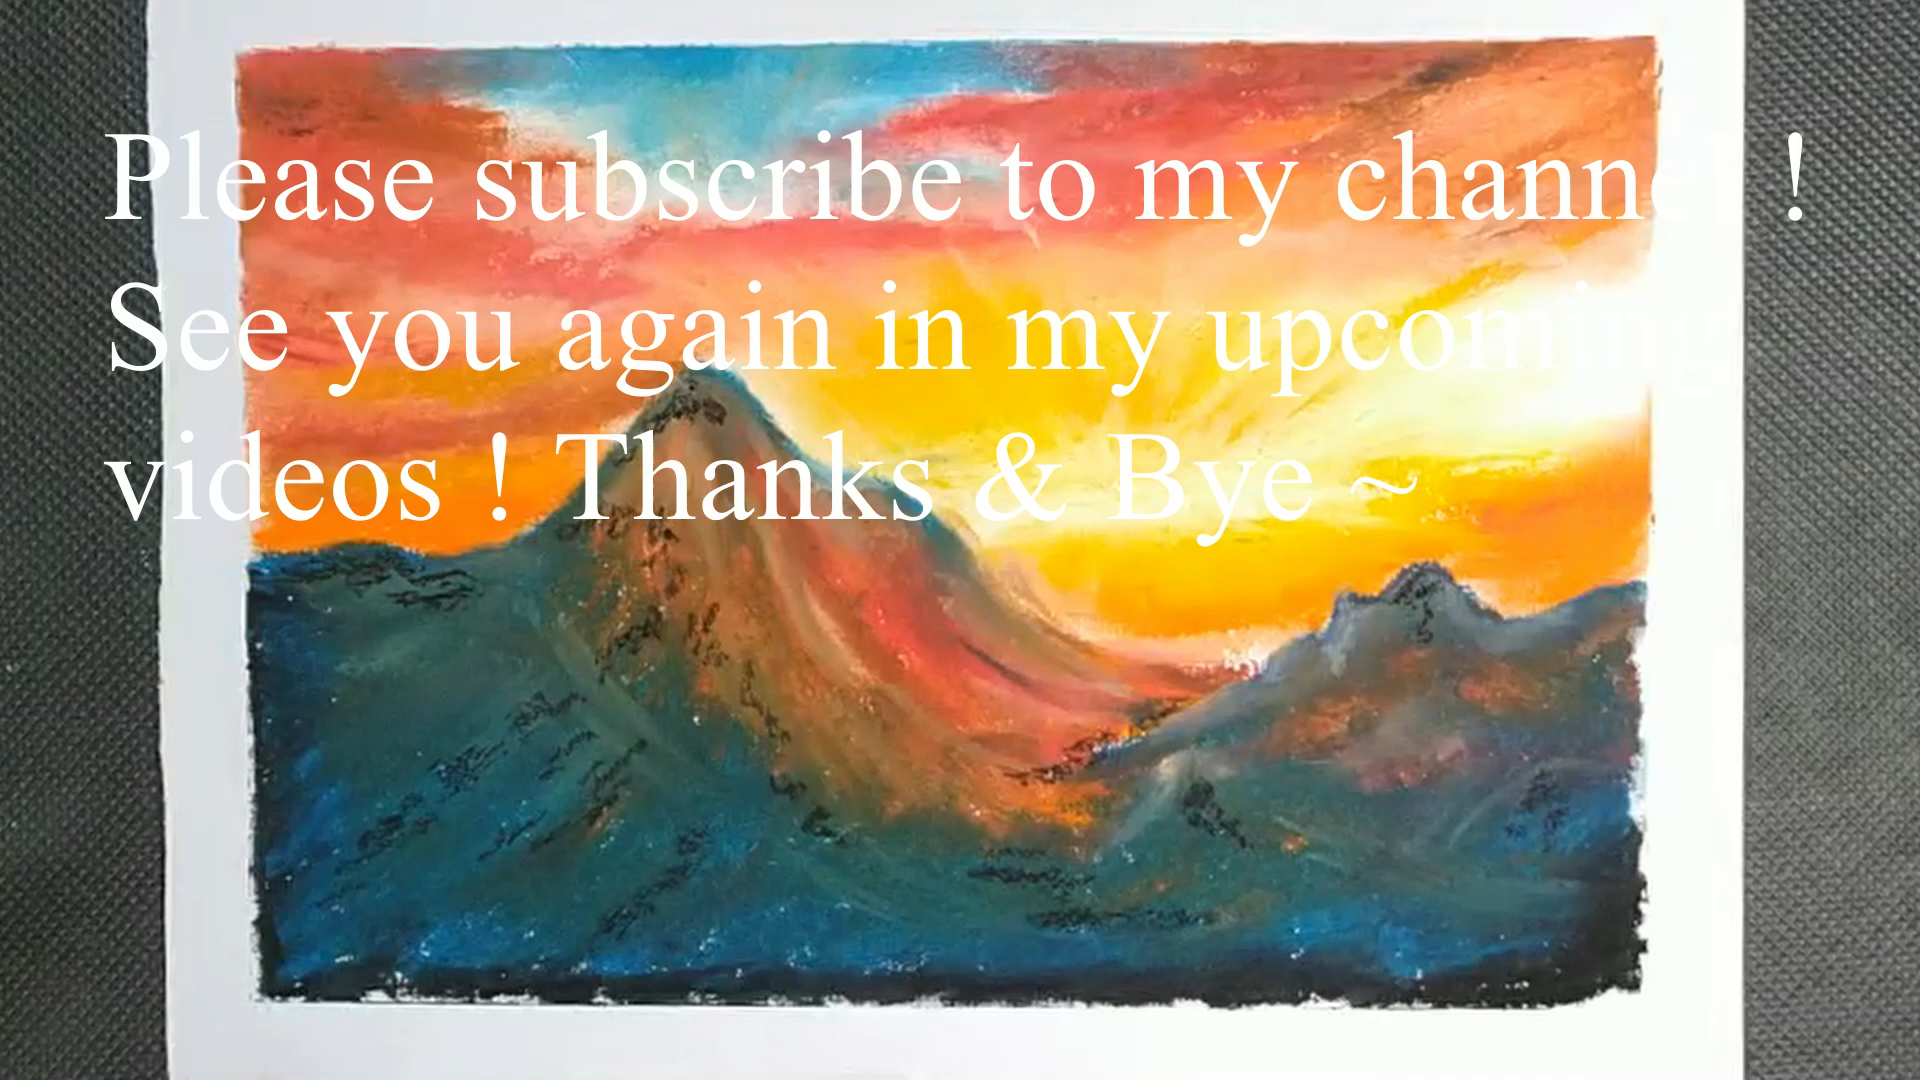 Please subscribe to my channel !
See you again in my upcoming
videos ! Thanks & Bye ~